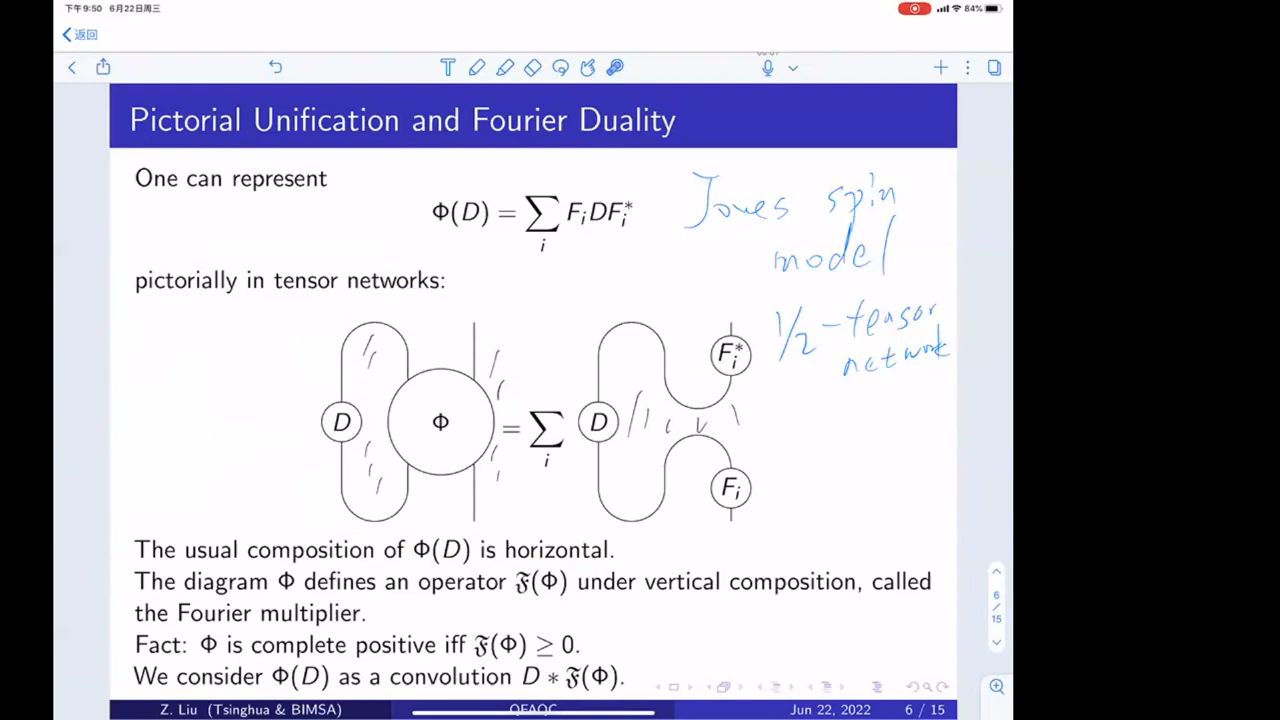 下午9:50 6月22日周三
84%
返回
Pictorial Unification and Fourier Duality
One can represent
Φ(D) = ∑ᵢ FᵢDFᵢ*
Jones spin
model
pictorially in tensor networks:
1/2-tensor
network
D Φ = ∑ᵢ D Fᵢ* Fᵢ
The usual composition of Φ(D) is horizontal.
The diagram Φ defines an operator 𝔉(Φ) under vertical composition, called
the Fourier multiplier.
Fact: Φ is complete positive iff 𝔉(Φ) ≥ 0.
We consider Φ(D) as a convolution D ∗ 𝔉(Φ).
6
/
15
Z. Liu (Tsinghua & BIMSA) QFAQC Jun 22, 2022 6 / 15